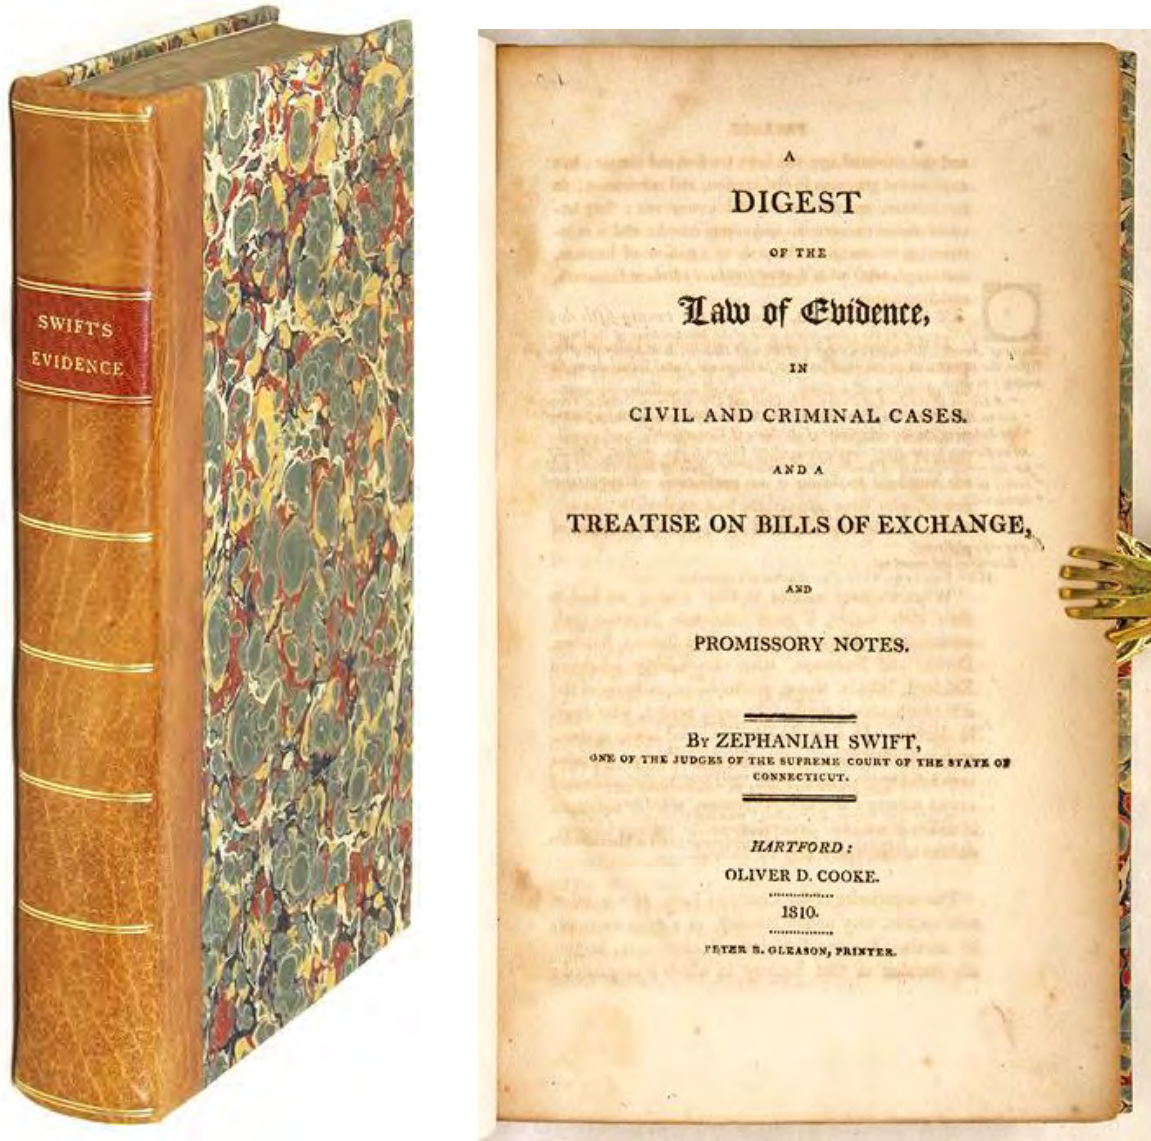 SWIFT'S
EVIDENCE
A
DIGEST
OF THE
Law of Evidence,
IN
CIVIL AND CRIMINAL CASES.
AND A
TREATISE ON BILLS OF EXCHANGE,
AND
PROMISSORY NOTES.
BY ZEPHANIAH SWIFT,
ONE OF THE JUDGES OF THE SUPREME COURT OF THE STATE OF
CONNECTICUT.
HARTFORD:
OLIVER D. COOKE.
1810.
PETER B. GLEASON, PRINTER.